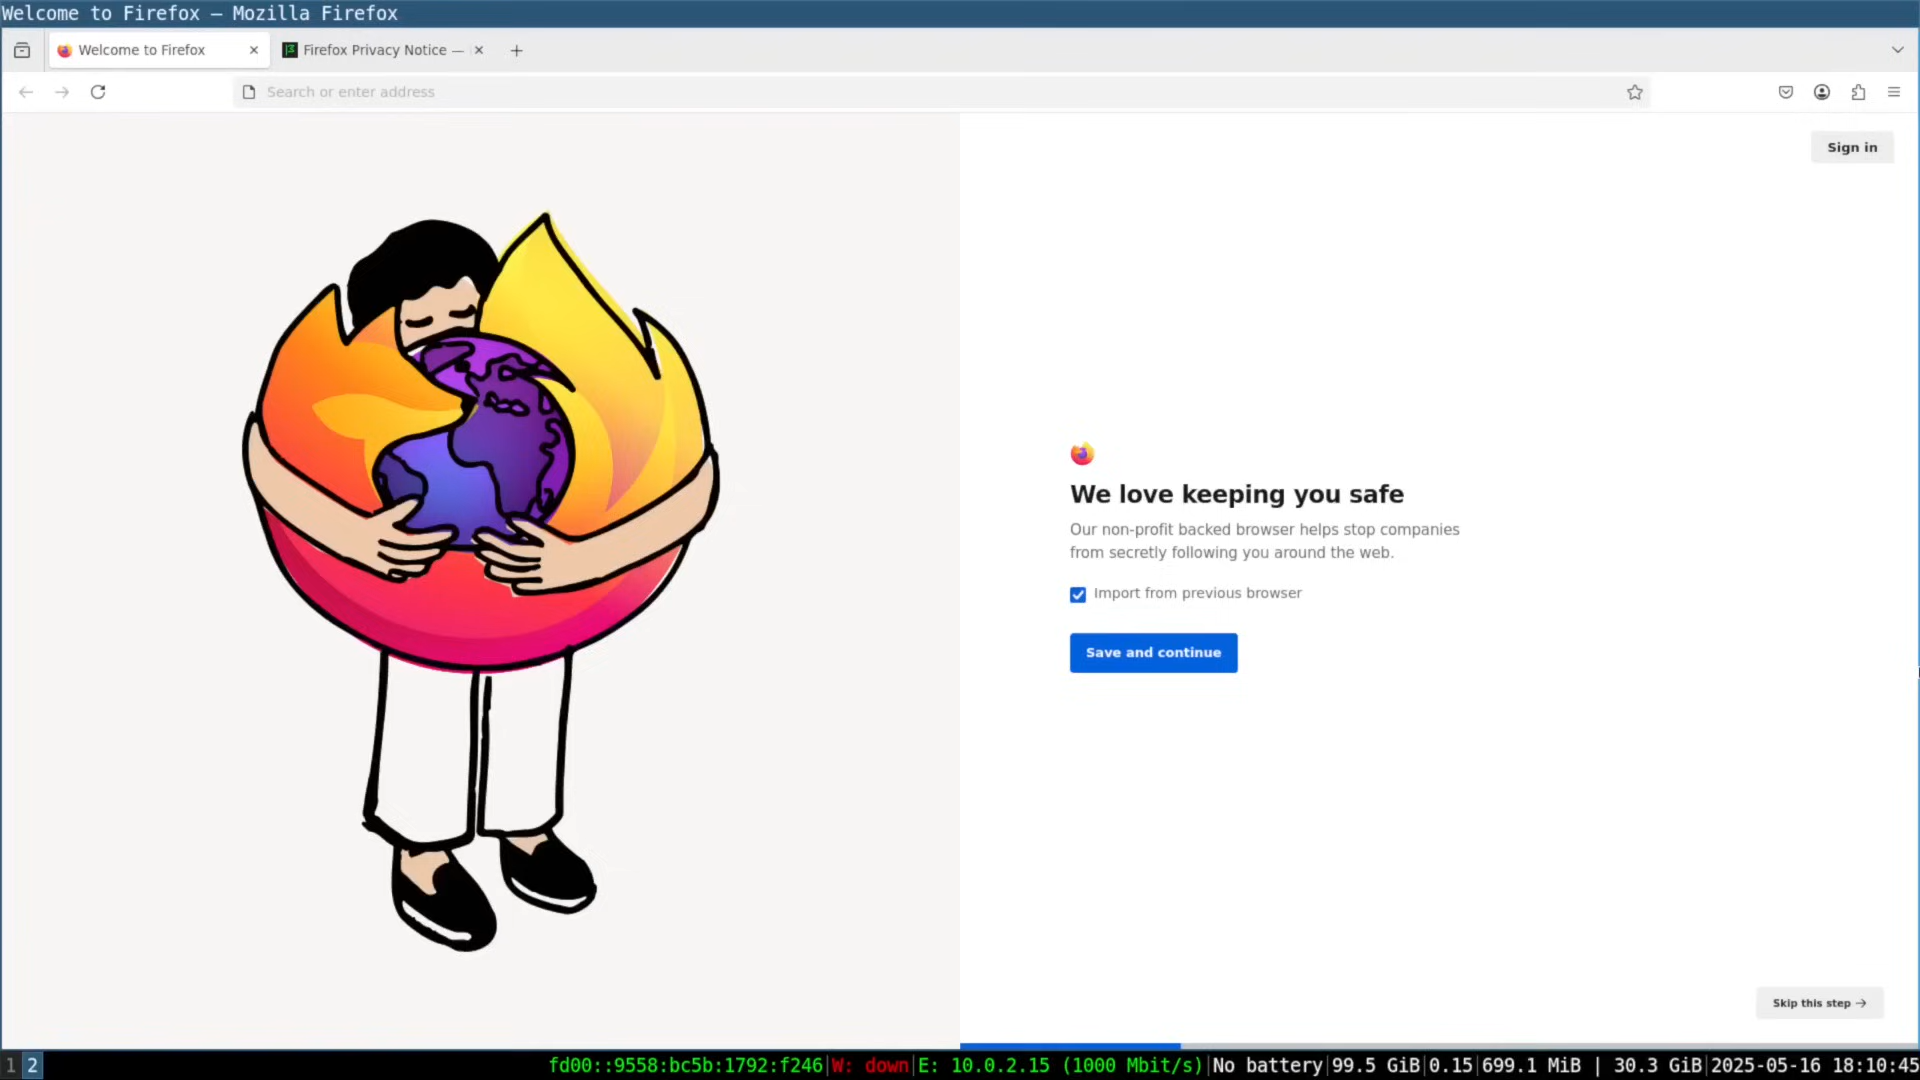 Welcome to Firefox — Mozilla Firefox
Welcome to Firefox
Firefox Privacy Notice —
Search or enter address
Sign in
We love keeping you safe
Our non-profit backed browser helps stop companies
from secretly following you around the web.
Import from previous browser
Save and continue
Skip this step →
1 2 fd00::9558:bc5b:1792:f246|W: down|E: 10.0.2.15 (1000 Mbit/s)|No battery|99.5 GiB|0.15|699.1 MiB | 30.3 GiB|2025-05-16 18:10:45